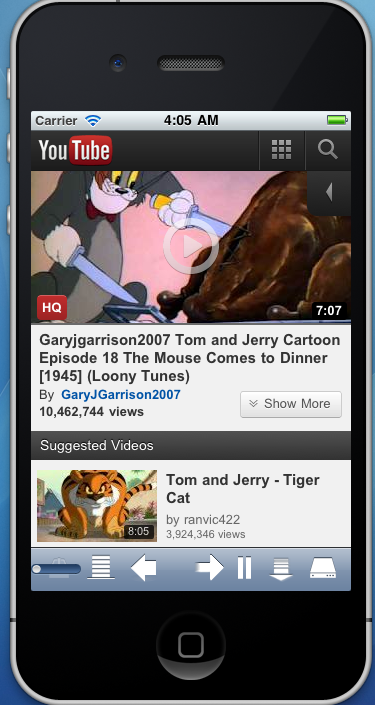 Carrier 4:05 AM
YouTube
HQ
7:07
Garyjgarrison2007 Tom and Jerry Cartoon
Episode 18 The Mouse Comes to Dinner
[1945] (Loony Tunes)
By GaryJGarrison2007
10,462,744 views
Show More
Suggested Videos
Tom and Jerry - Tiger
Cat
by ranvic422
3,924,346 views
8:05